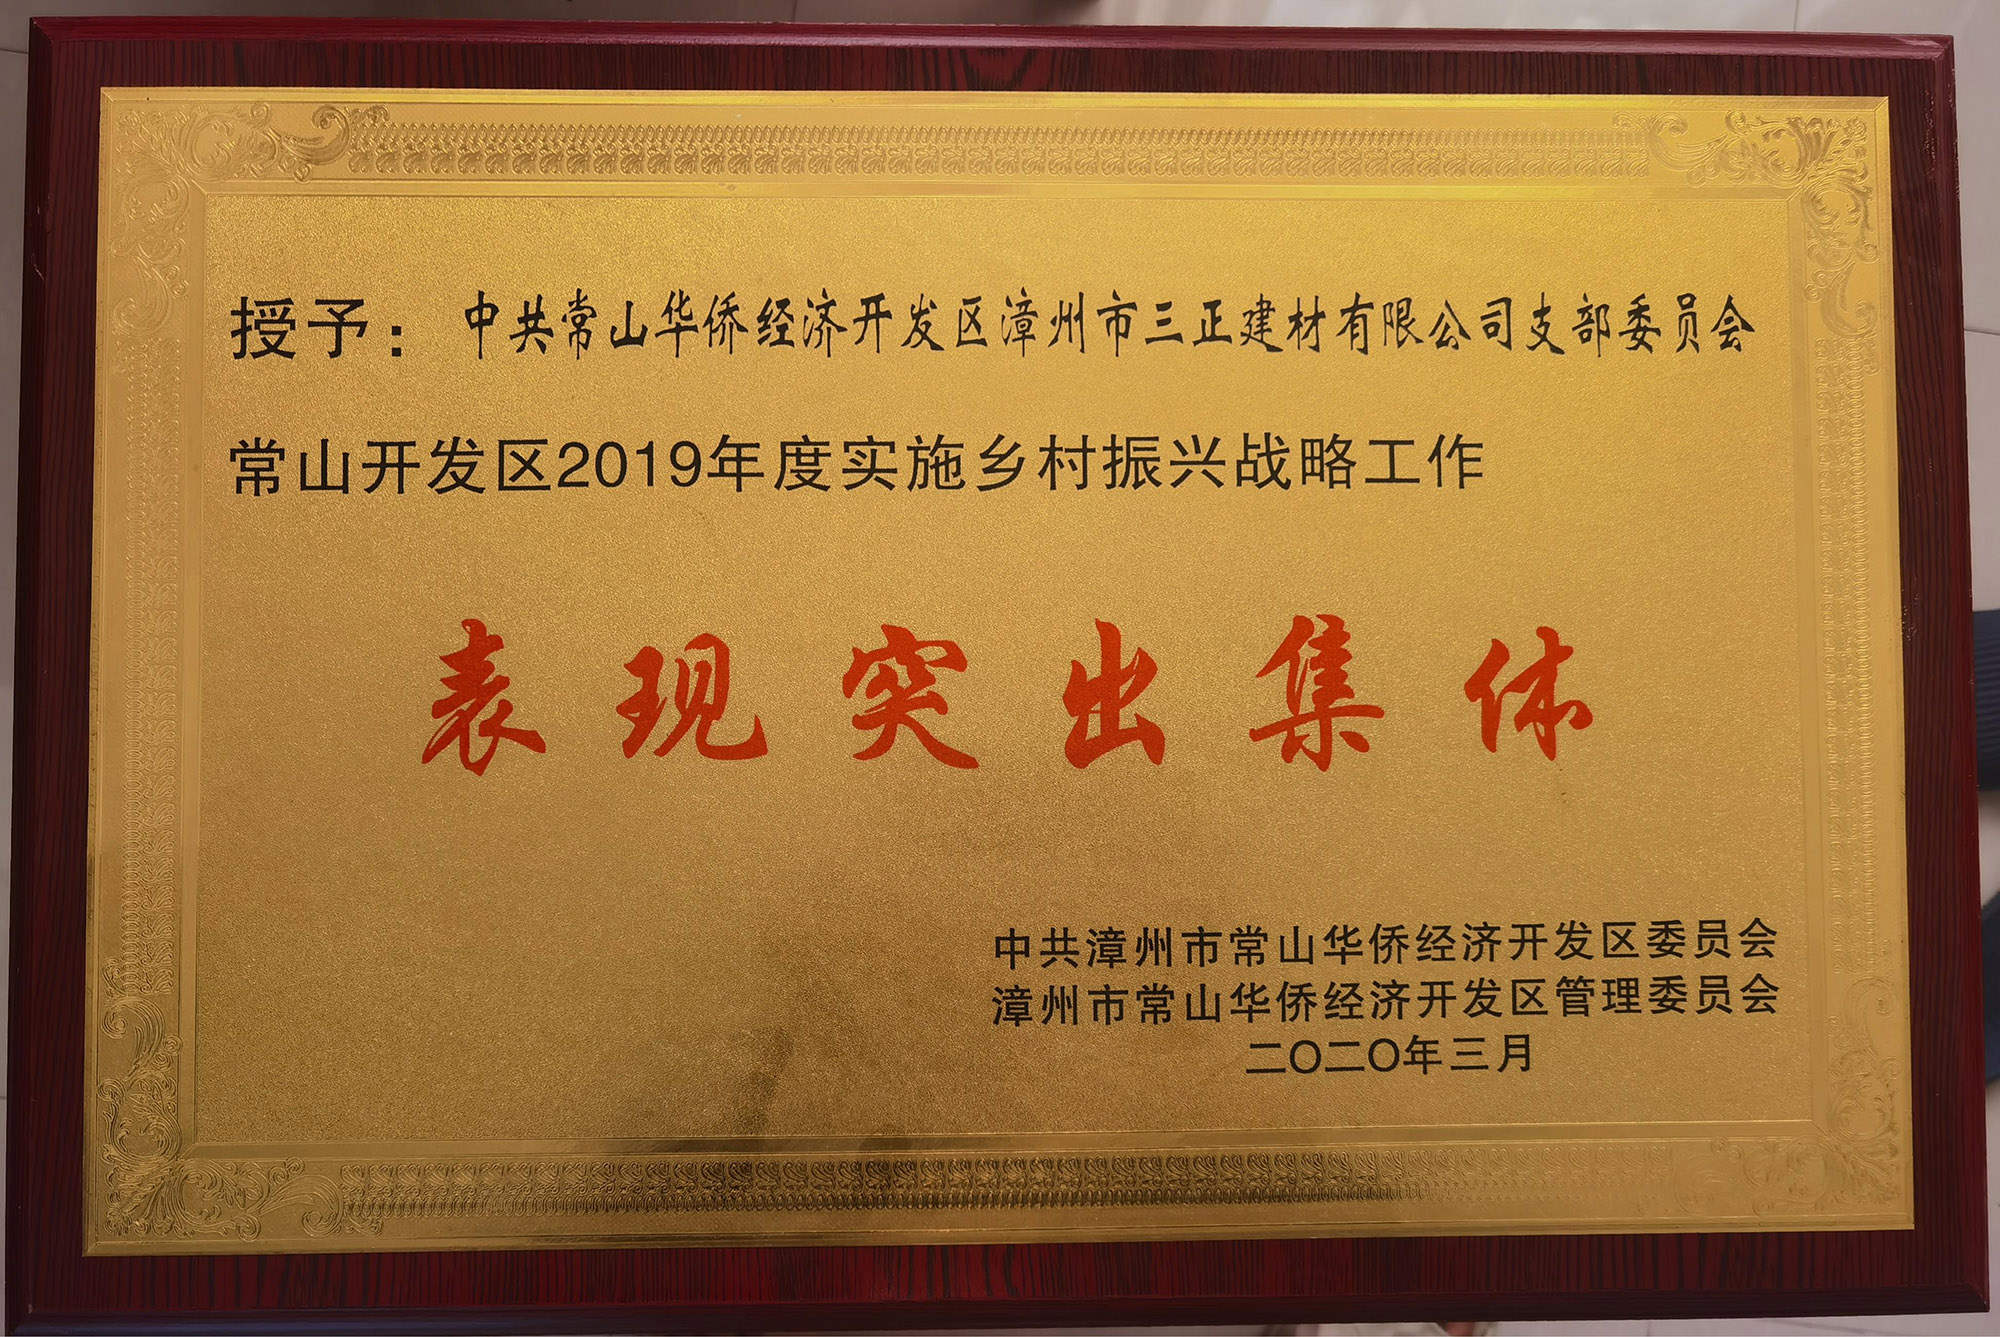 授予：中共常山华侨经济开发区漳州市三正建材有限公司支部委员会
常山开发区2019年度实施乡村振兴战略工作
表现突出集体
中共漳州市常山华侨经济开发区委员会
漳州市常山华侨经济开发区管理委员会
二〇二〇年三月